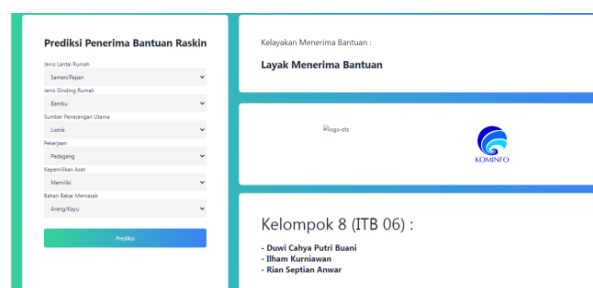 Prediksi Penerima Bantuan Raskin
Jenis Lantai Rumah
Semen/Papan
Jenis Dinding Rumah
Bambu
Sumber Penerangan Utama
Listrik
Pekerjaan
Pedagang
Kepemilikan Aset
Memiliki
Bahan Bakar Memasak
Arang/Kayu
Prediksi
Kelayakan Menerima Bantuan :
Layak Menerima Bantuan
logo-dts
KOMINFO
Kelompok 8 (ITB 06) :
- Duwi Cahya Putri Buani
- Ilham Kurniawan
- Rian Septian Anwar